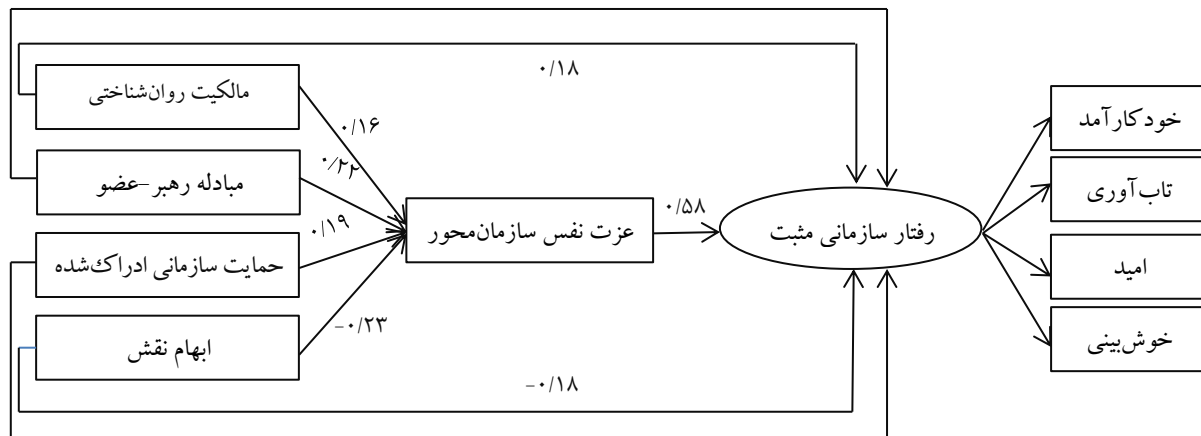 ۰/۱۸
مالکیت روان‌شناختی
۰/۱۶
خودکارآمد
۰/۲۲
مبادله رهبر–عضو
تاب‌آوری
۰/۱۹
۰/۵۸
عزت نفس سازمان‌محور
رفتار سازمانی مثبت
حمایت سازمانی ادراک‌شده
امید
–۰/۲۳
ابهام نقش
خوش‌بینی
–۰/۱۸